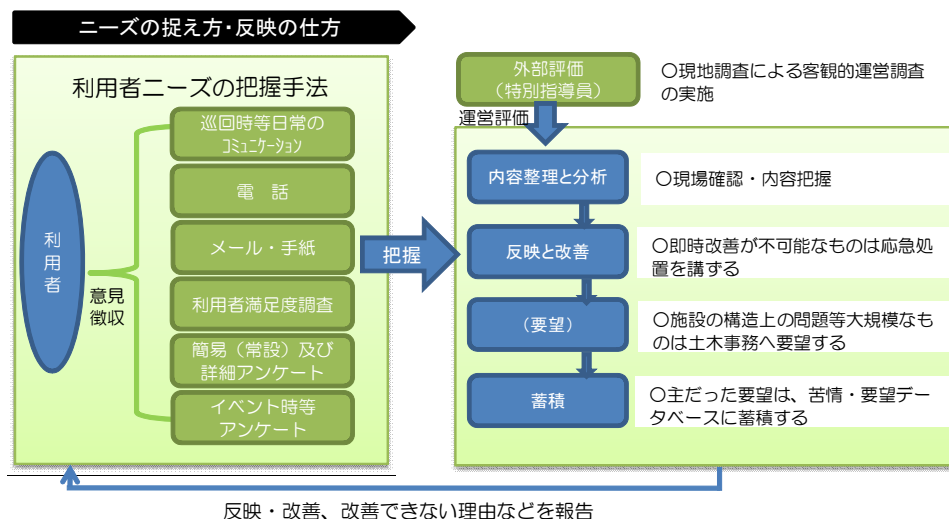 ニーズの捉え方・反映の仕方
利用者ニーズの把握手法
利用者
意見
徴収
巡回時等日常の
コミュニケーション
電　話
メール・手紙
利用者満足度調査
簡易（常設）及び
詳細アンケート
イベント時等
アンケート
把握
外部評価
（特別指導員）
〇現地調査による客観的運営調査
の実施
運営評価
内容整理と分析
〇現場確認・内容把握
反映と改善
〇即時改善が不可能なものは応急処
置を講ずる
（要望）
〇施設の構造上の問題等大規模なも
のは土木事務へ要望する
蓄積
〇主だった要望は、苦情・要望デー
タベースに蓄積する
反映・改善、改善できない理由などを報告